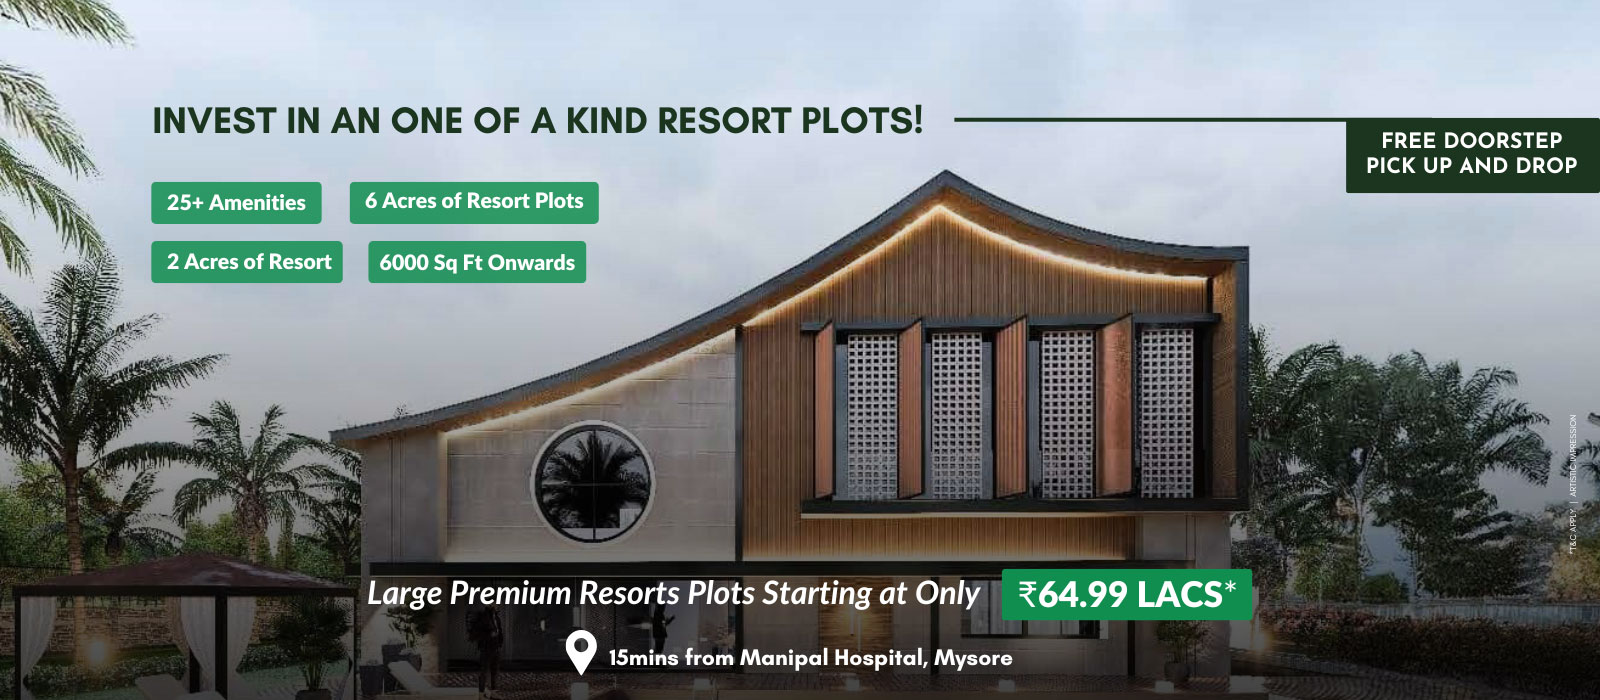 INVEST IN AN ONE OF A KIND RESORT PLOTS!
FREE DOORSTEP
PICK UP AND DROP
25+ Amenities
6 Acres of Resort Plots
2 Acres of Resort
6000 Sq Ft Onwards
Large Premium Resorts Plots Starting at Only
₹64.99 LACS*
15mins from Manipal Hospital, Mysore
*T&C APPLY | ARTISTIC IMPRESSION